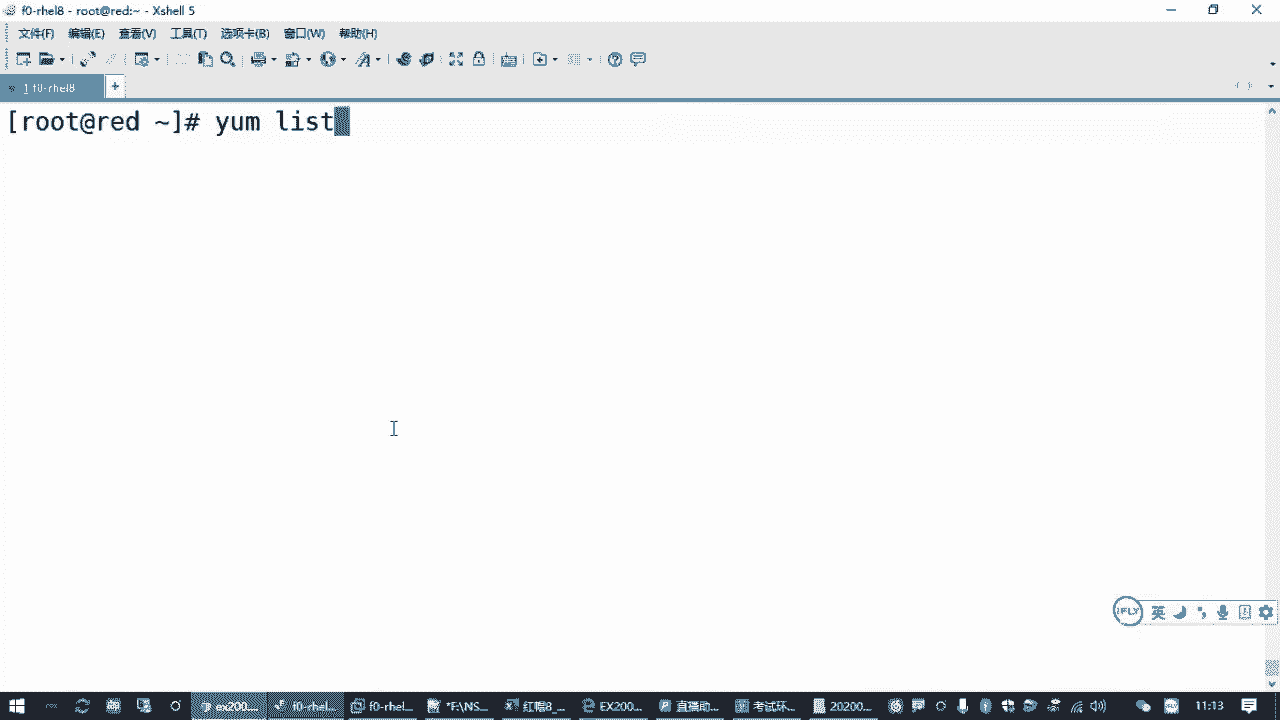 f0-rhel8 - root@red:~ - Xshell 5
文件(F) 编辑(E) 查看(V) 工具(T) 选项卡(B) 窗口(W) 帮助(H)
1 f0-rhel8 +
[root@red ~]# yum list
iFLY 英
ex200... f0-rhel... f0-rhel... *F:\NS... 红帽8_... EX200... 直播助... 考试环... 20200... 11:13